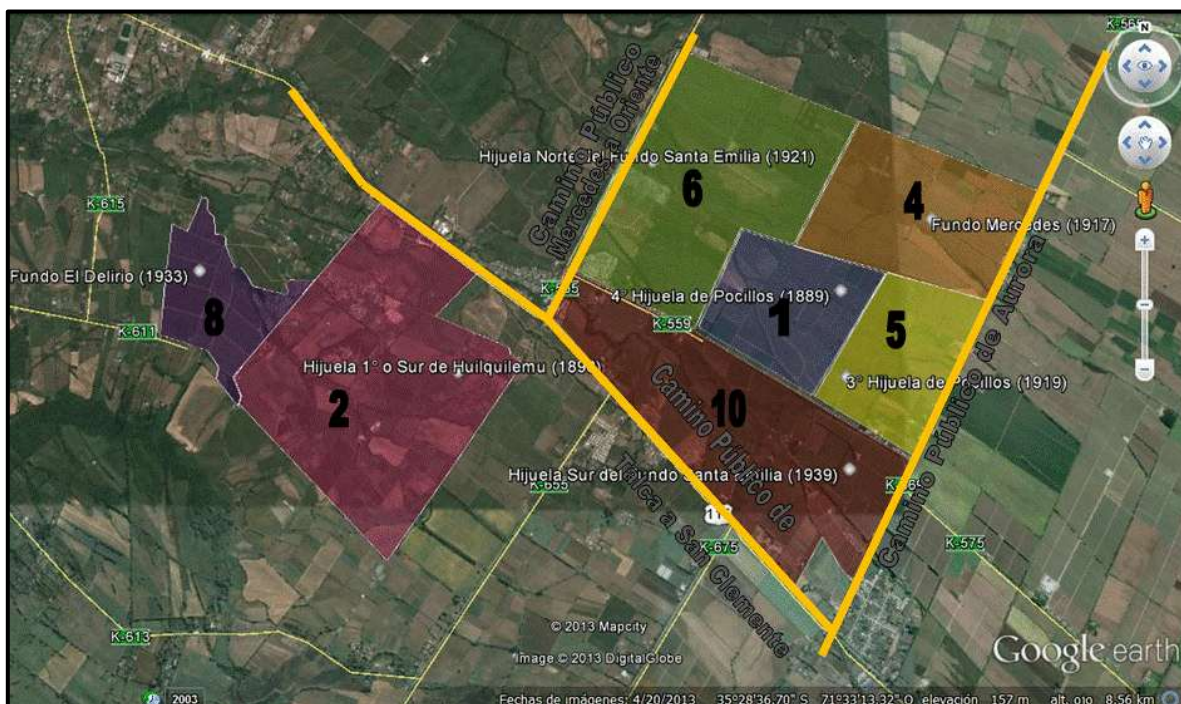 K-565
N
Camino Público
Mercedes a Oriente
Hijuela Norte del Fundo Santa Emilia (1921)
6
4
K-615
Fundo Mercedes (1917)
Fundo El Delirio (1933)
4° Hijuela de Pocillos (1889)
1
K-559
5
K-611
8
Hijuela 1° o Sur de Huilquilemu
3° Hijuela de Pocillos (1919)
2
10
Camino Público de Aurora
Camino Público de
Talca a San Clemente
Hijuela Sur del Fundo Santa Emilia (1939)
K-655
K-675
K-575
K-613
© 2013 Mapcity
Image © 2013 DigitalGlobe
Google earth
2003
Fechas de imágenes: 4/20/2013 35°28'36.70" S 71°33'13.32" O elevación 157 m alt. ojo 8.56 km